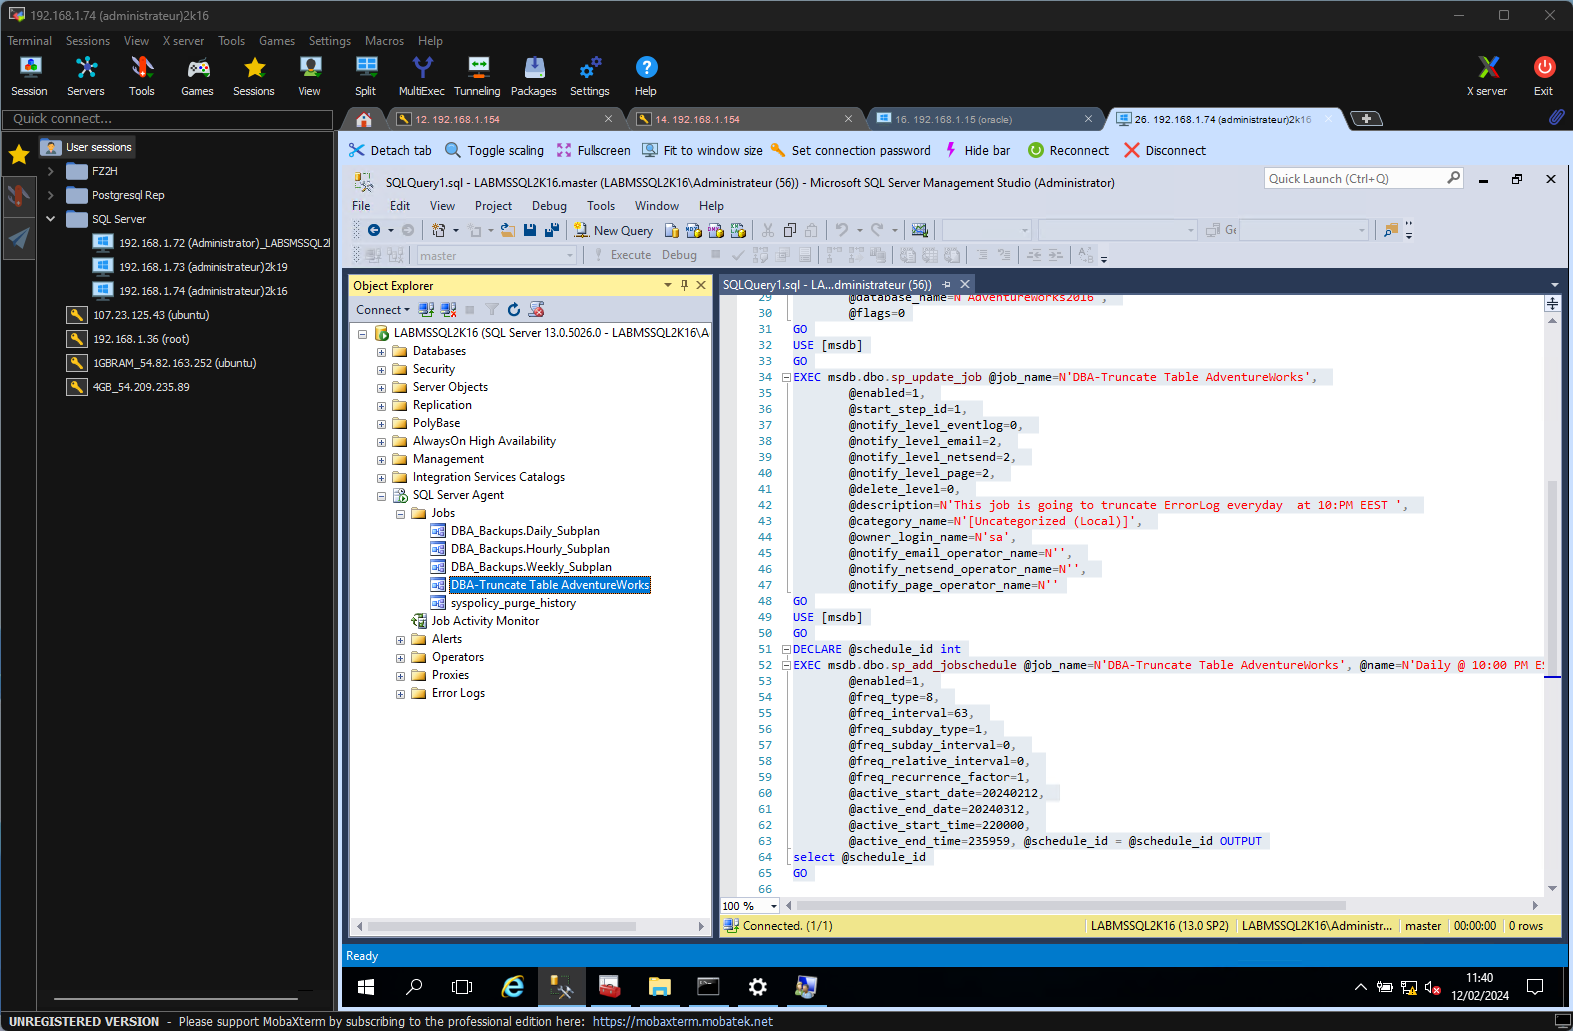 192.168.1.74 (administrateur)2k16
Terminal Sessions View X server Tools Games Settings Macros Help
Session Servers Tools Games Sessions View Split MultiExec Tunneling Packages Settings Help X server Exit
Quick connect...
12. 192.168.1.154
14. 192.168.1.154
16. 192.168.1.15 (oracle)
26. 192.168.1.74 (administrateur)2k16
User sessions
FZ2H
Postgresql Rep
SQL Server
192.168.1.72 (Administrator)_LABSMSSQL2
192.168.1.73 (administrateur)2k19
192.168.1.74 (administrateur)2k16
107.23.125.43 (ubuntu)
192.168.1.36 (root)
1GBRAM_54.82.163.252 (ubuntu)
4GB_54.209.235.89
Detach tab Toggle scaling Fullscreen Fit to window size Set connection password Hide bar Reconnect Disconnect
SQLQuery1.sql - LABMSSQL2K16.master (LABMSSQL2K16\Administrateur (56)) - Microsoft SQL Server Management Studio (Administrator)
Quick Launch (Ctrl+Q)
File Edit View Project Debug Tools Window Help
New Query
MDX DMX XMLA
Ge
master
Execute Debug
Object Explorer
Connect
LABMSSQL2K16 (SQL Server 13.0.5026.0 - LABMSSQL2K16\A
Databases
Security
Server Objects
Replication
PolyBase
AlwaysOn High Availability
Management
Integration Services Catalogs
SQL Server Agent
Jobs
DBA_Backups.Daily_Subplan
DBA_Backups.Hourly_Subplan
DBA_Backups.Weekly_Subplan
DBA-Truncate Table AdventureWorks
syspolicy_purge_history
Job Activity Monitor
Alerts
Operators
Proxies
Error Logs
SQLQuery1.sql - LA...dministrateur (56))
29 @database_name=N'AdventureWorks2016',
30 @flags=0
31 GO
32 USE [msdb]
33 GO
34 EXEC msdb.dbo.sp_update_job @job_name=N'DBA-Truncate Table AdventureWorks',
35 @enabled=1,
36 @start_step_id=1,
37 @notify_level_eventlog=0,
38 @notify_level_email=2,
39 @notify_level_netsend=2,
40 @notify_level_page=2,
41 @delete_level=0,
42 @description=N'This job is going to truncate ErrorLog everyday  at 10:PM EEST ',
43 @category_name=N'[Uncategorized (Local)]',
44 @owner_login_name=N'sa',
45 @notify_email_operator_name=N'',
46 @notify_netsend_operator_name=N'',
47 @notify_page_operator_name=N''
48 GO
49 USE [msdb]
50 GO
51 DECLARE @schedule_id int
52 EXEC msdb.dbo.sp_add_jobschedule @job_name=N'DBA-Truncate Table AdventureWorks', @name=N'Daily @ 10:00 PM ES
53 @enabled=1,
54 @freq_type=8,
55 @freq_interval=63,
56 @freq_subday_type=1,
57 @freq_subday_interval=0,
58 @freq_relative_interval=0,
59 @freq_recurrence_factor=1,
60 @active_start_date=20240212,
61 @active_end_date=20240312,
62 @active_start_time=220000,
63 @active_end_time=235959, @schedule_id = @schedule_id OUTPUT
64 select @schedule_id
65 GO
66
100 %
Connected. (1/1)
LABMSSQL2K16 (13.0 SP2) LABMSSQL2K16\Administr... master 00:00:00 0 rows
Ready
11:40
12/02/2024
UNREGISTERED VERSION - Please support MobaXterm by subscribing to the professional edition here: https://mobaxterm.mobatek.net